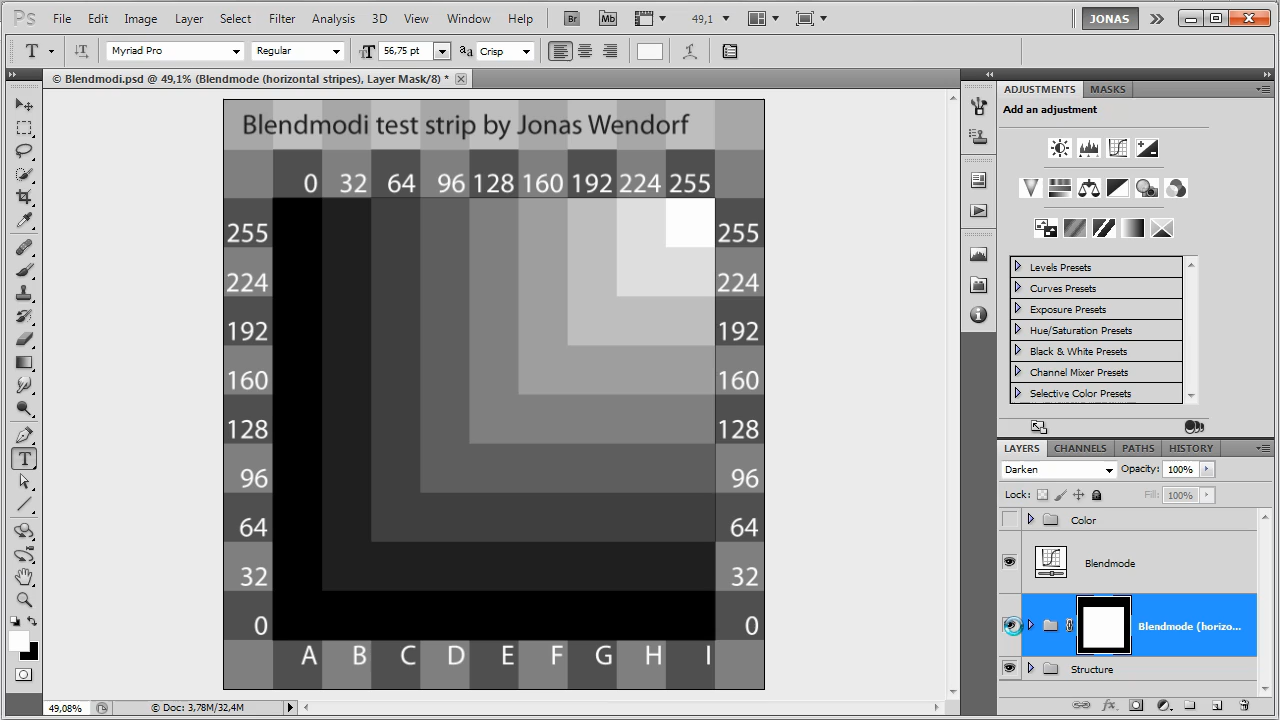 Ps File Edit Image Layer Select Filter Analysis 3D View Window Help Br Mb 49,1 JONAS
T Myriad Pro Regular 56,75 pt aa Crisp
© Blendmodi.psd @ 49,1% (Blendmode (horizontal stripes), Layer Mask/8) *
Blendmodi test strip by Jonas Wendorf
0 32 64 96 128 160 192 224 255
255 255
224 224
192 192
160 160
128 128
96 96
64 64
32 32
0 0
A B C D E F G H I
49,08% © Doc: 3,78M/32,4M
ADJUSTMENTS MASKS
Add an adjustment
Levels Presets
Curves Presets
Exposure Presets
Hue/Saturation Presets
Black & White Presets
Channel Mixer Presets
Selective Color Presets
LAYERS CHANNELS PATHS HISTORY
Darken Opacity: 100%
Lock: Fill: 100%
Color
Blendmode
Blendmode (horizo...
Structure